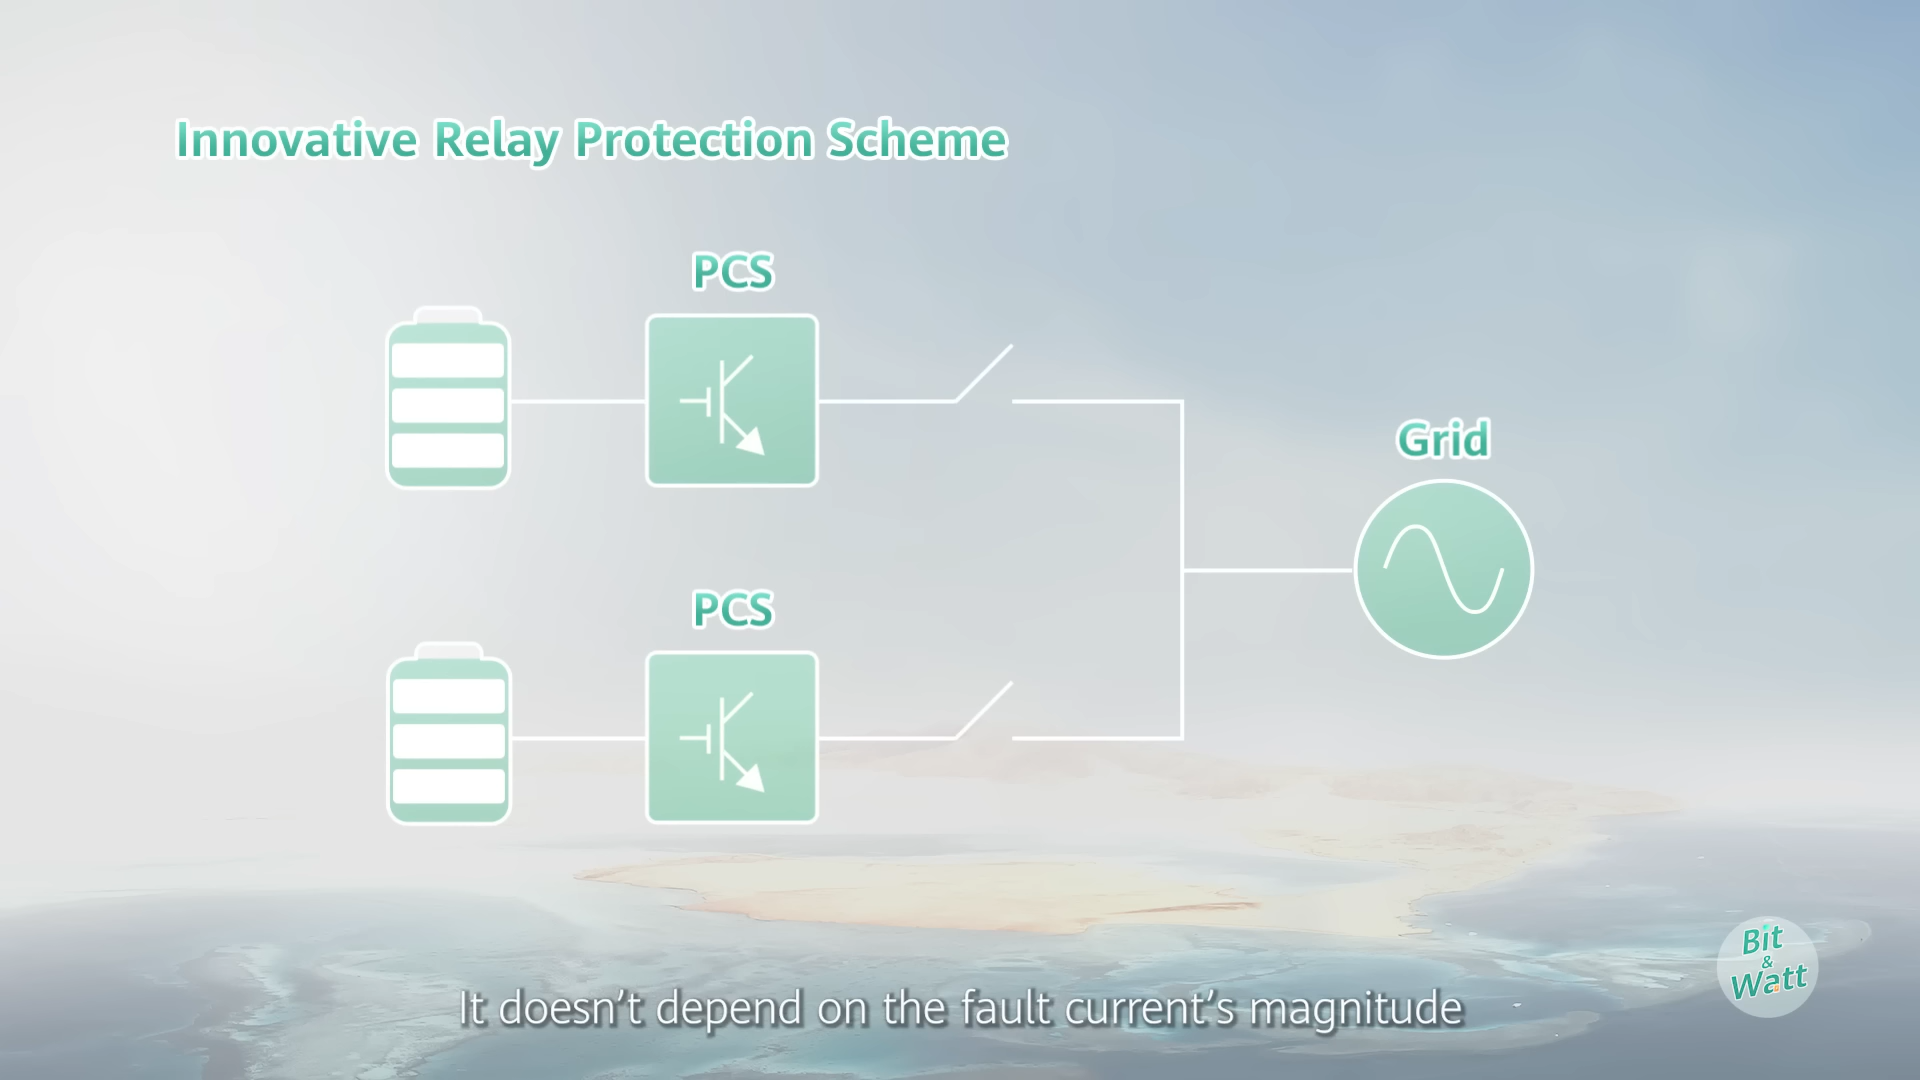 Innovative Relay Protection Scheme
PCS
Grid
PCS
Bit
&
Watt
It doesn't depend on the fault current's magnitude